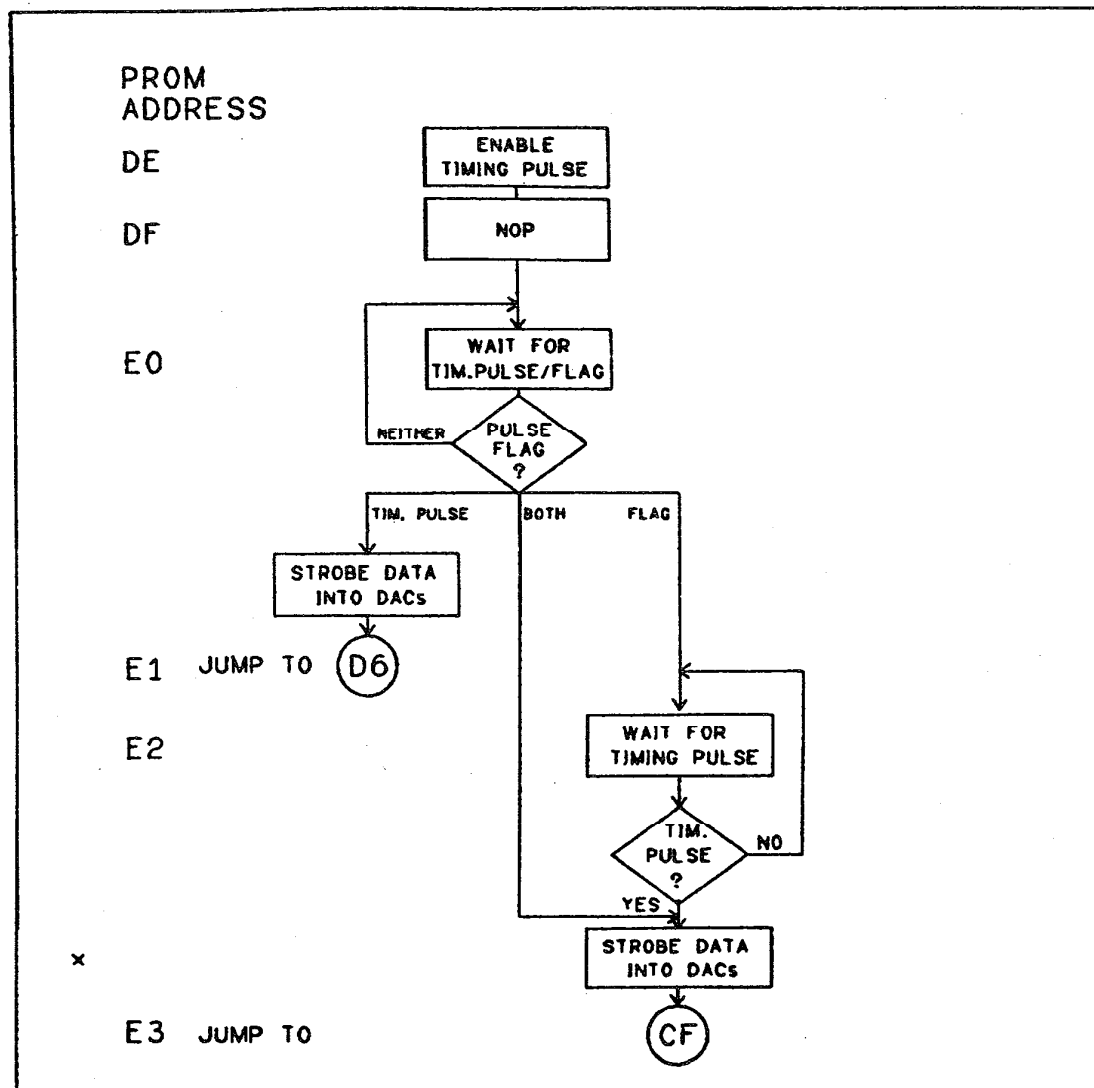 PROM
ADDRESS
DE
ENABLE
TIMING PULSE
DF
NOP
E0
WAIT FOR
TIM.PULSE/FLAG
NEITHER
PULSE
FLAG
?
TIM. PULSE
BOTH
FLAG
STROBE DATA
INTO DACs
E1 JUMP TO D6
E2
WAIT FOR
TIMING PULSE
TIM.
PULSE
?
NO
YES
STROBE DATA
INTO DACs
x
E3 JUMP TO CF